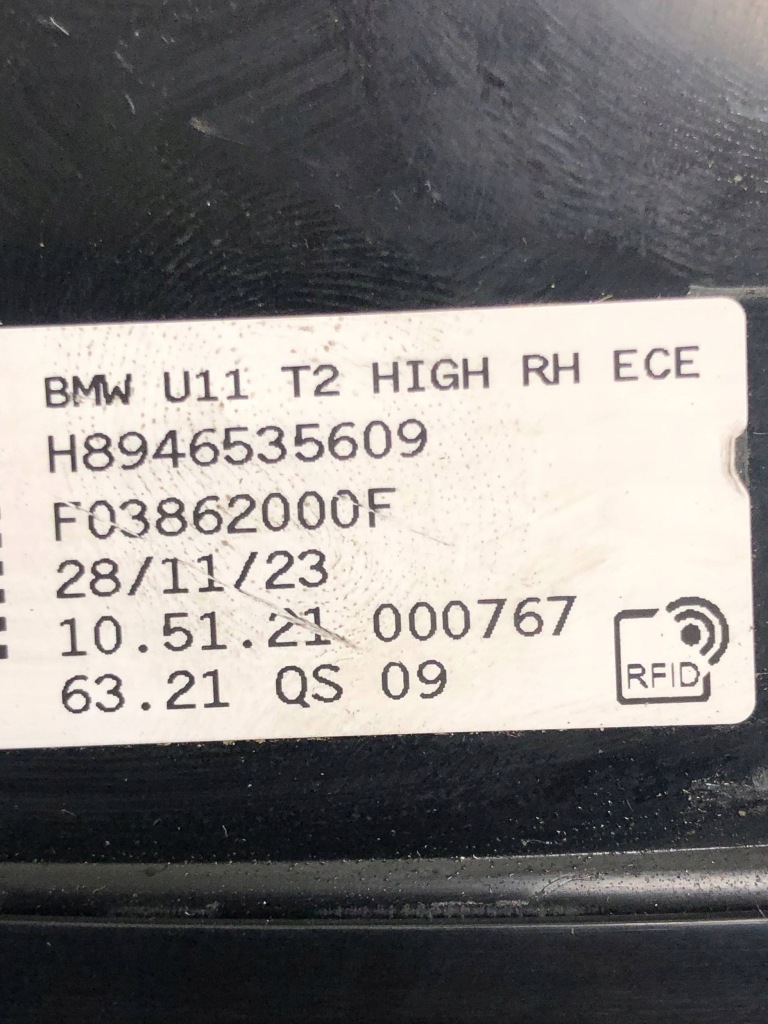 BMW U11 T2 HIGH RH ECE
H8946535609
F03862000F
28/11/23
10.51.21 000767
63.21 QS 09
RFID